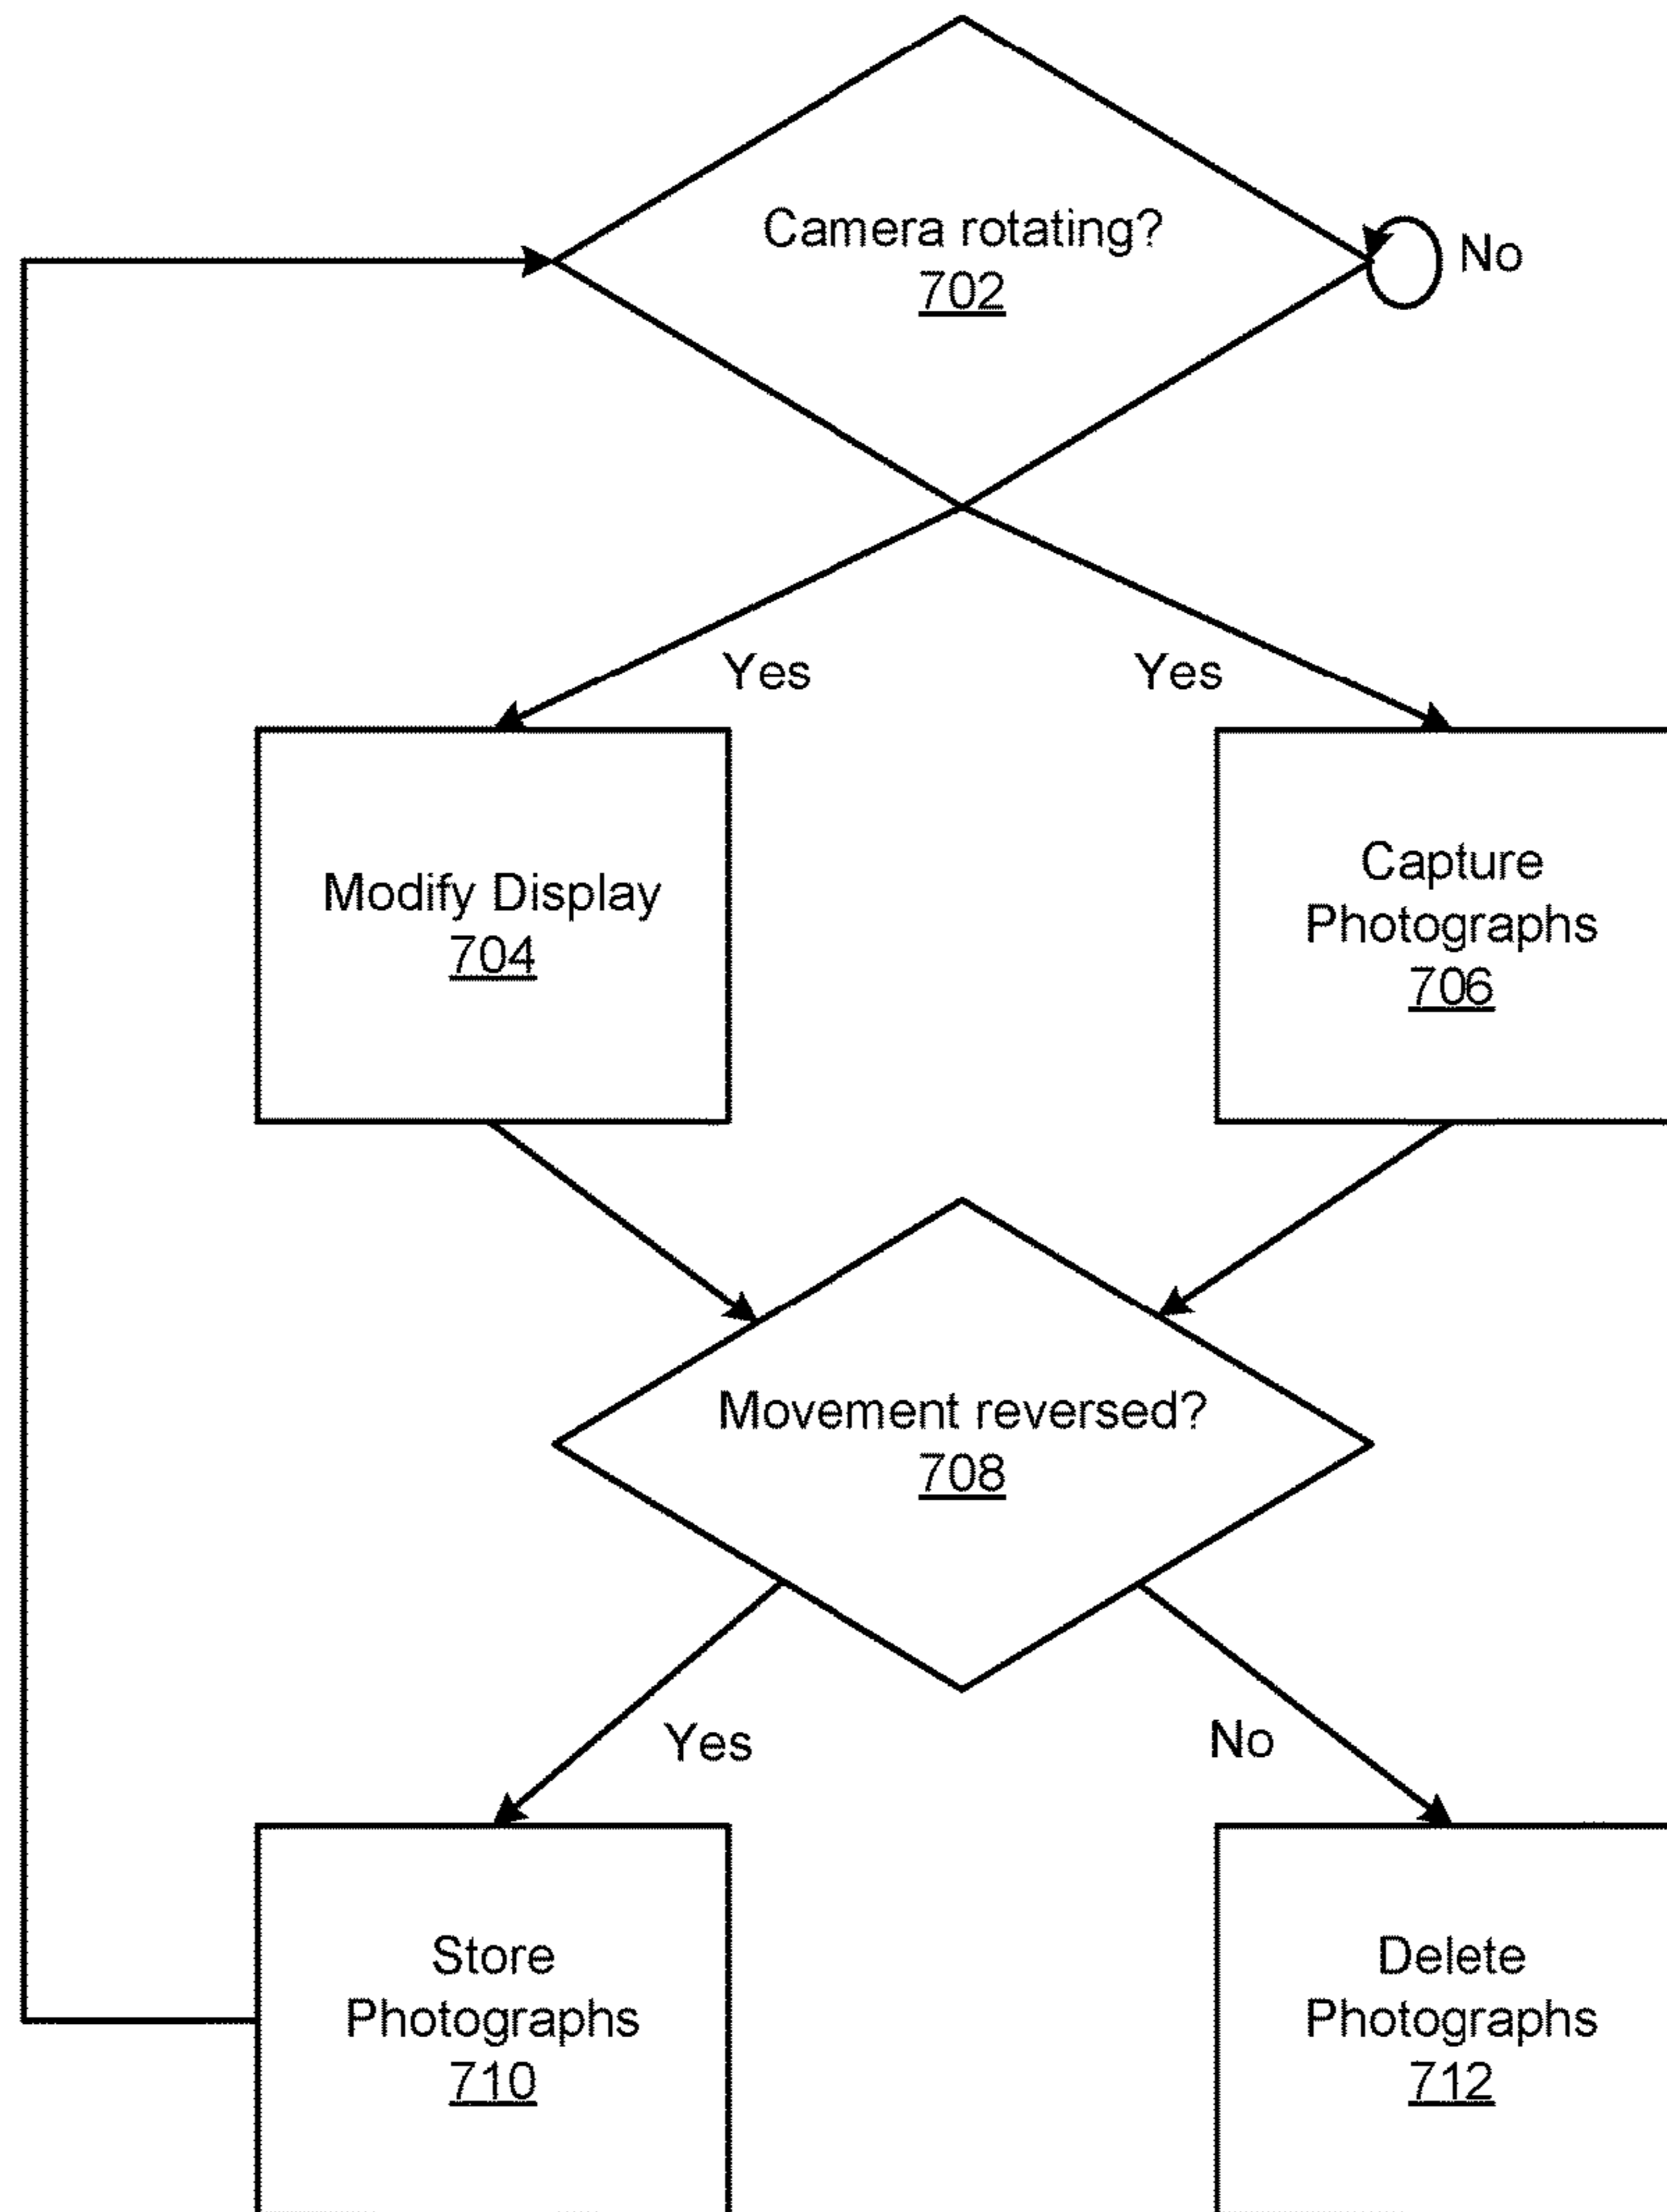 Camera rotating?
702
No
Yes
Yes
Modify Display
704
Capture
Photographs
706
Movement reversed?
708
Yes
No
Store
Photographs
710
Delete
Photographs
712